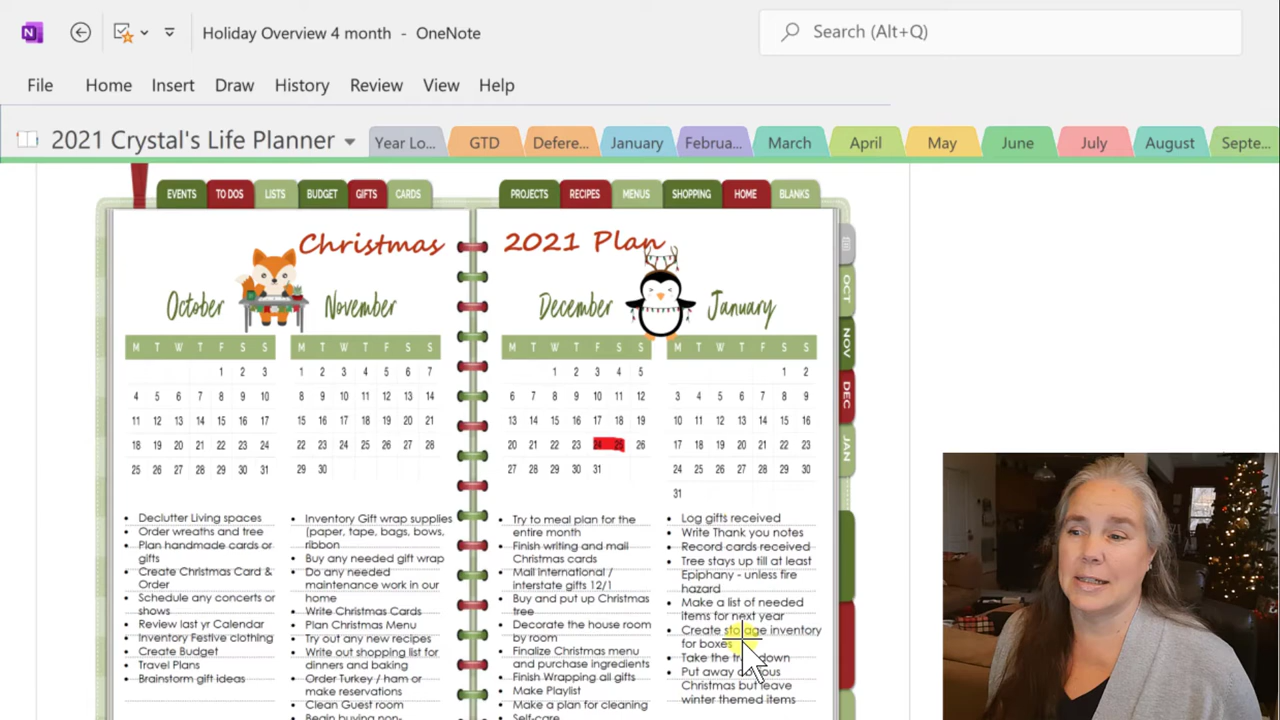 Holiday Overview 4 month - OneNote
Search (Alt+Q)
File Home Insert Draw History Review View Help
2021 Crystal's Life Planner
Year Lo... GTD Defere... January Februa... March April May June July August Septe...
EVENTS TO DOS LISTS BUDGET GIFTS CARDS PROJECTS RECIPES MENUS SHOPPING HOME BLANKS
Christmas 2021 Plan
October November
M T W T F S S M T W T F S S
1 2 3 1 2 3 4 5 6 7
4 5 6 7 8 9 10 8 9 10 11 12 13 14
11 12 13 14 15 16 17 15 16 17 18 19 20 21
18 19 20 21 22 23 24 22 23 24 25 26 27 28
25 26 27 28 29 30 31 29 30
• Declutter Living spaces
• Order wreaths and tree
• Plan handmade cards or
gifts
• Create Christmas Card &
Order
• Schedule any concerts or
shows
• Review last yr Calendar
• Inventory Festive clothing
• Create Budget
• Travel Plans
• Brainstorm gift ideas
• Inventory Gift wrap supplies
(paper, tape, bags, bows,
ribbon
• Buy any needed gift wrap
• Do any needed
maintenance work in our
home
• Write Christmas Cards
• Plan Christmas Menu
• Try out any new recipes
• Write out shopping list for
dinners and baking
• Order Turkey / ham or
make reservations
• Clean Guest room
• Begin buying non-
December January
M T W T F S S M T W T F S S
1 2 3 4 5 1 2
6 7 8 9 10 11 12 3 4 5 6 7 8 9
13 14 15 16 17 18 19 10 11 12 13 14 15 16
20 21 22 23 24 25 26 17 18 19 20 21 22 23
27 28 29 30 31 24 25 26 27 28 29 30
31
• Try to meal plan for the
entire month
• Finish writing and mail
Christmas cards
• Mail international /
interstate gifts 12/1
• Buy and put up Christmas
tree
• Decorate the house room
by room
• Finalize Christmas menu
and purchase ingredients
• Finish Wrapping all gifts
• Make Playlist
• Make a plan for cleaning
• Self-care
• Log gifts received
• Write Thank you notes
• Record cards received
• Tree stays up till at least
Epiphany - unless fire
hazard
• Make a list of needed
items for next year
• Create storage inventory
for boxes
• Take the down
• Put away
Christmas but leave
winter themed items
OCT
NOV
DEC
JAN